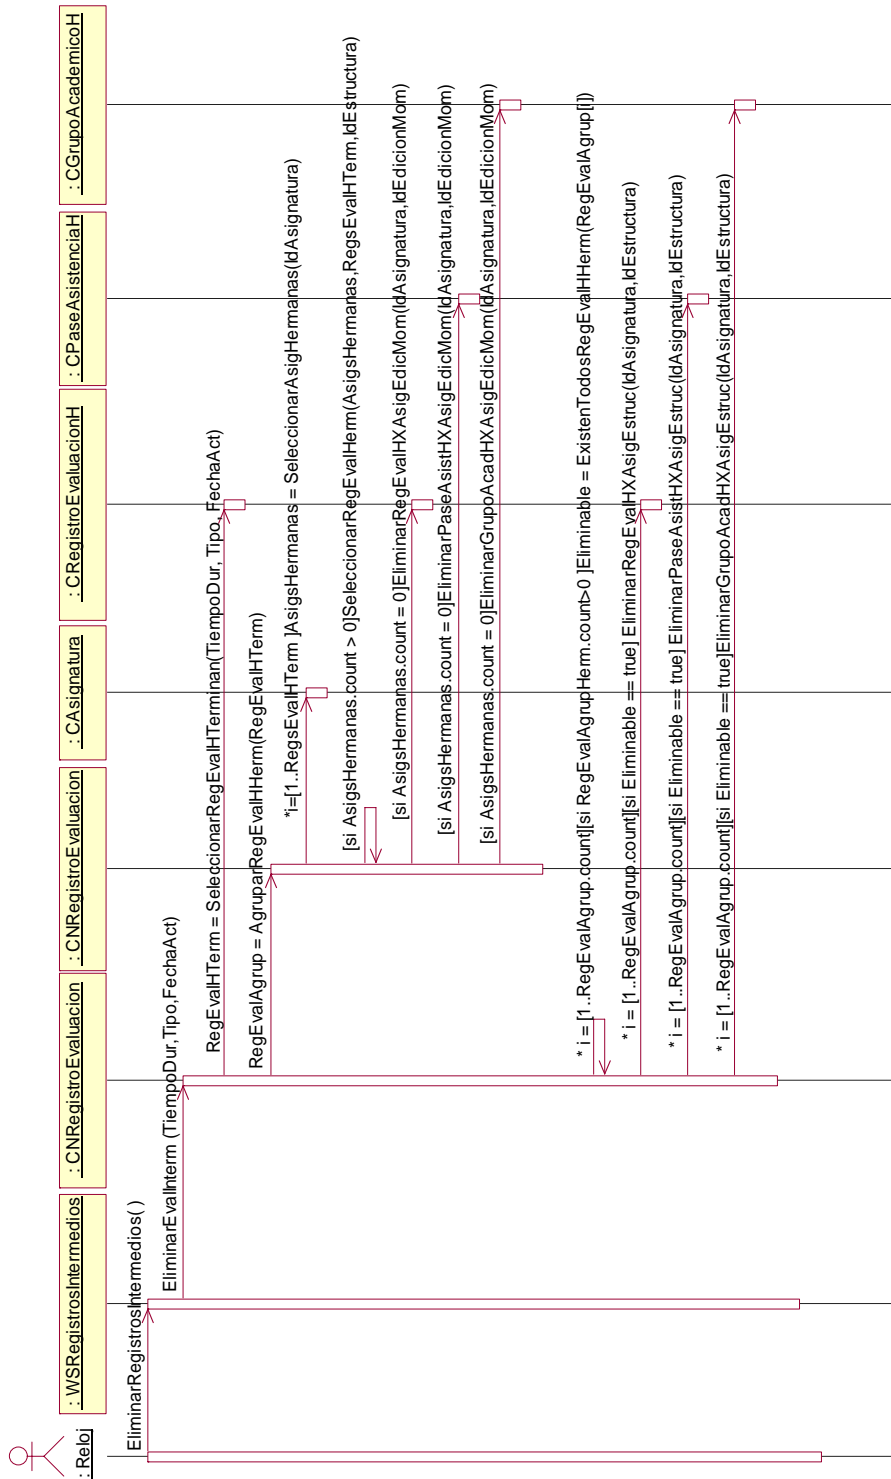 : Reloj
: WSRegistrosIntermedios
: CNRegistroEvaluacion
: CNRegistroEvaluacion
: CAsignatura
: CRegistroEvaluacionH
: CPaseAsistenciaH
: CGrupoAcademicoH
EliminarRegistrosIntermedios( )
EliminarEvalInterm (TiempoDur,Tipo,FechaAct)
RegEvalHTerm = SeleccionarRegEvalHTerminan(TiempoDur, Tipo, FechaAct)
RegEvalAgrup = AgruparRegEvalHHerm(RegEvalHTerm)
*i=[1..RegsEvalHTerm ]AsigsHermanas = SeleccionarAsigHermanas(IdAsignatura)
[si AsigsHermanas.count > 0]SeleccionarRegEvalHerm(AsigsHermanas,RegsEvalHTerm,IdEstructura)
[si AsigsHermanas.count = 0]EliminarRegEvalHXAsigEdicMom(IdAsignatura,IdEdicionMom)
[si AsigsHermanas.count = 0]EliminarPaseAsistHXAsigEdicMom(IdAsignatura,IdEdicionMom)
[si AsigsHermanas.count = 0]EliminarGrupoAcadHXAsigEdicMom(IdAsignatura,IdEdicionMom)
* i = [1..RegEvalAgrup.count][si RegEvalAgrupHerm.count>0 ]Eliminable = ExistenTodosRegEvalHHerm(RegEvalAgrup[i])
* i = [1..RegEvalAgrup.count][si Eliminable == true] EliminarRegEvalHXAsigEstruc(IdAsignatura,IdEstructura)
* i = [1..RegEvalAgrup.count][si Eliminable == true] EliminarPaseAsistHXAsigEstruc(IdAsignatura,IdEstructura)
* i = [1..RegEvalAgrup.count][si Eliminable == true]EliminarGrupoAcadHXAsigEstruc(IdAsignatura,IdEstructura)